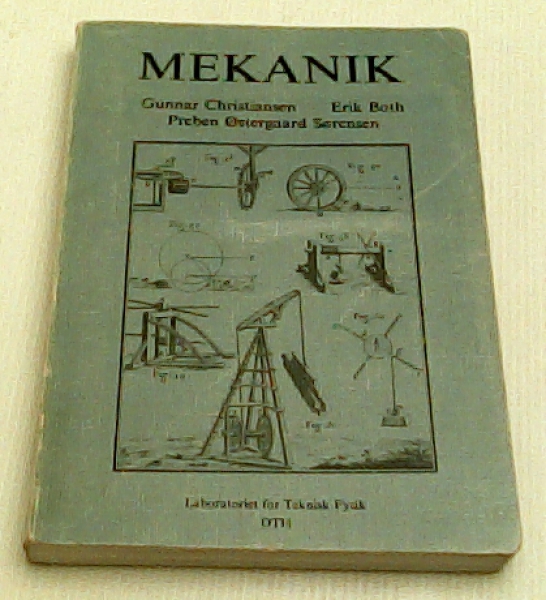 MEKANIK
Gunnar Christiansen Erik Both
Preben Østergaard Sørensen
Laboratoriet for Teknisk Fysik
DTH